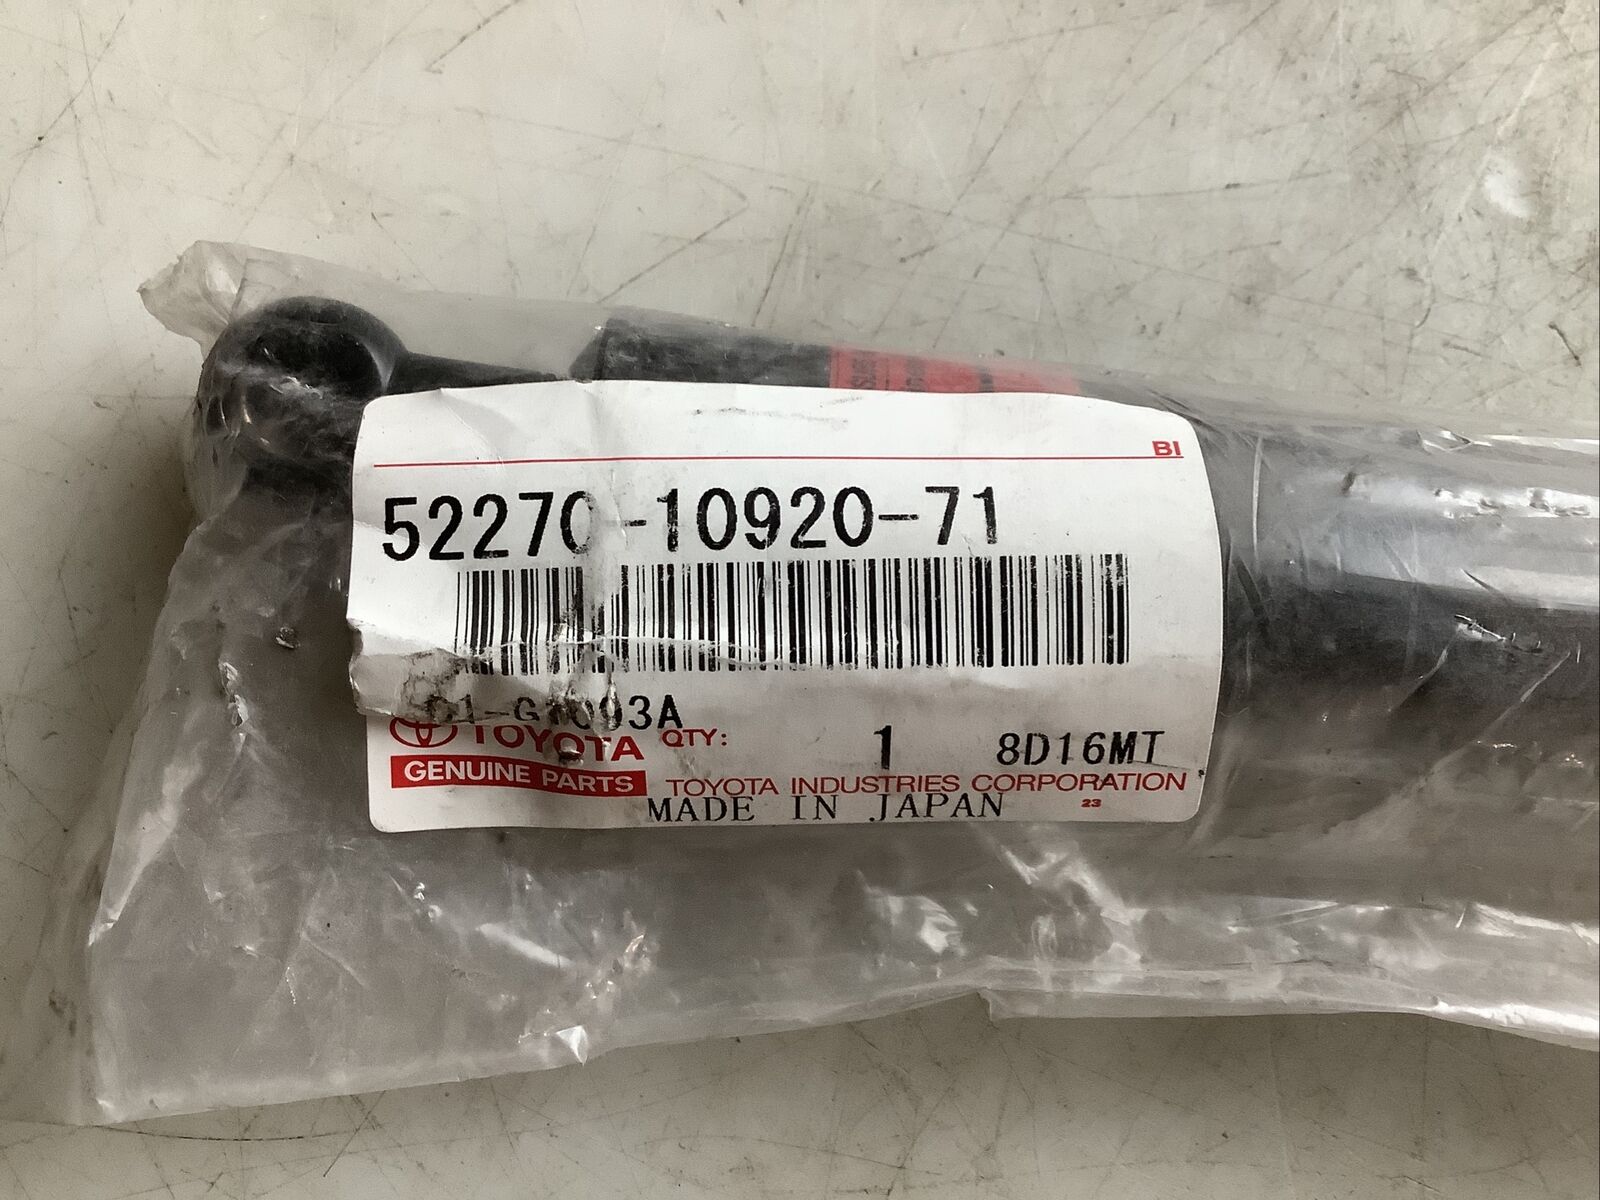 BI
52270-10920-71
TOYOTA QTY: 1 8D16MT
GENUINE PARTS TOYOTA INDUSTRIES CORPORATION
MADE IN JAPAN 23